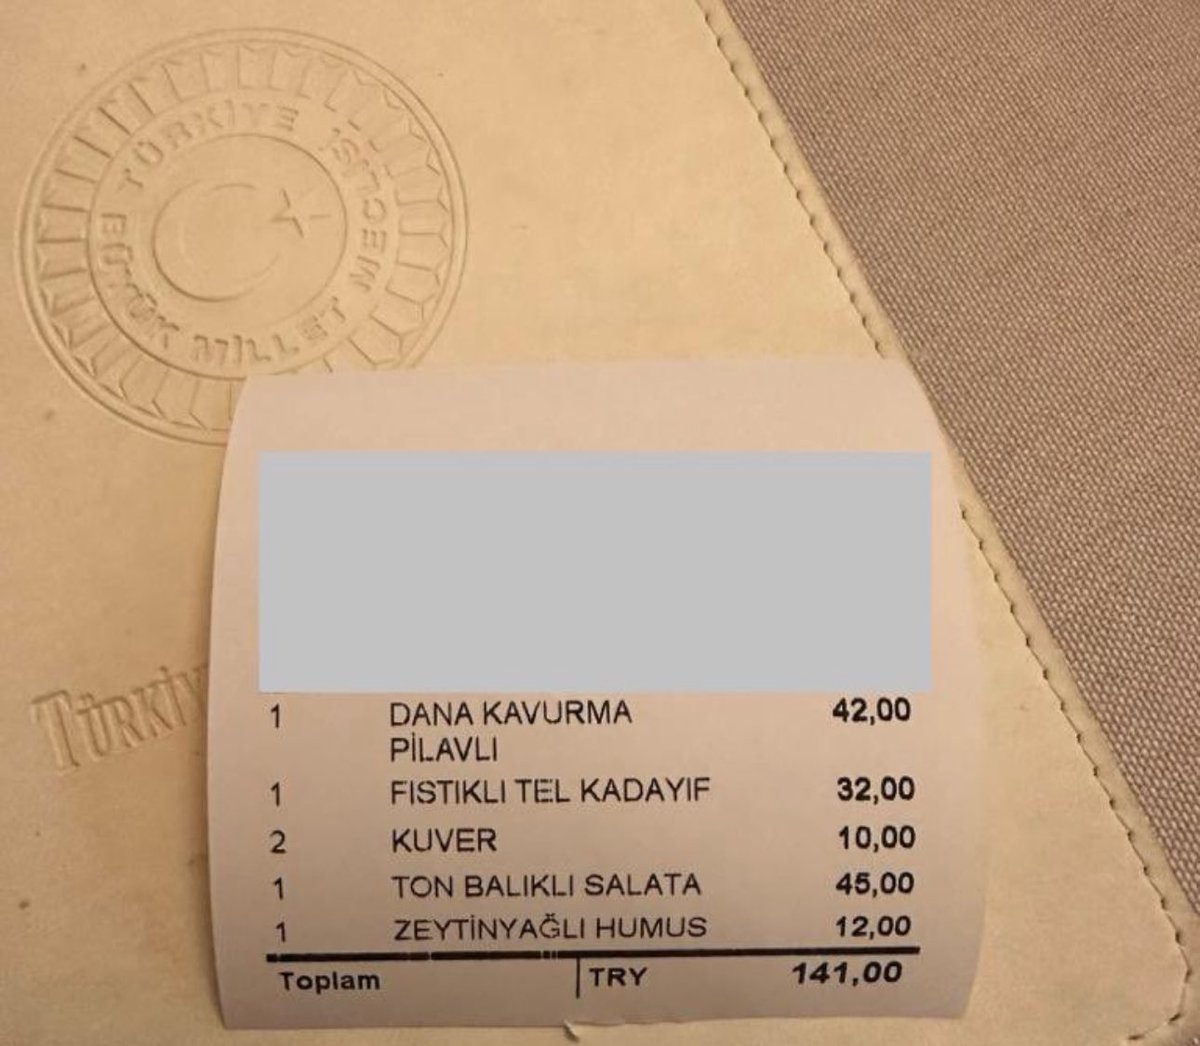 TÜRKİYE BÜYÜK MİLLET MECLİSİ
TÜRKİY
1 DANA KAVURMA 42,00
PİLAVLI
1 FISTIKLI TEL KADAYIF 32,00
2 KUVER 10,00
1 TON BALIKLI SALATA 45,00
1 ZEYTİNYAĞLI HUMUS 12,00
Toplam TRY 141,00